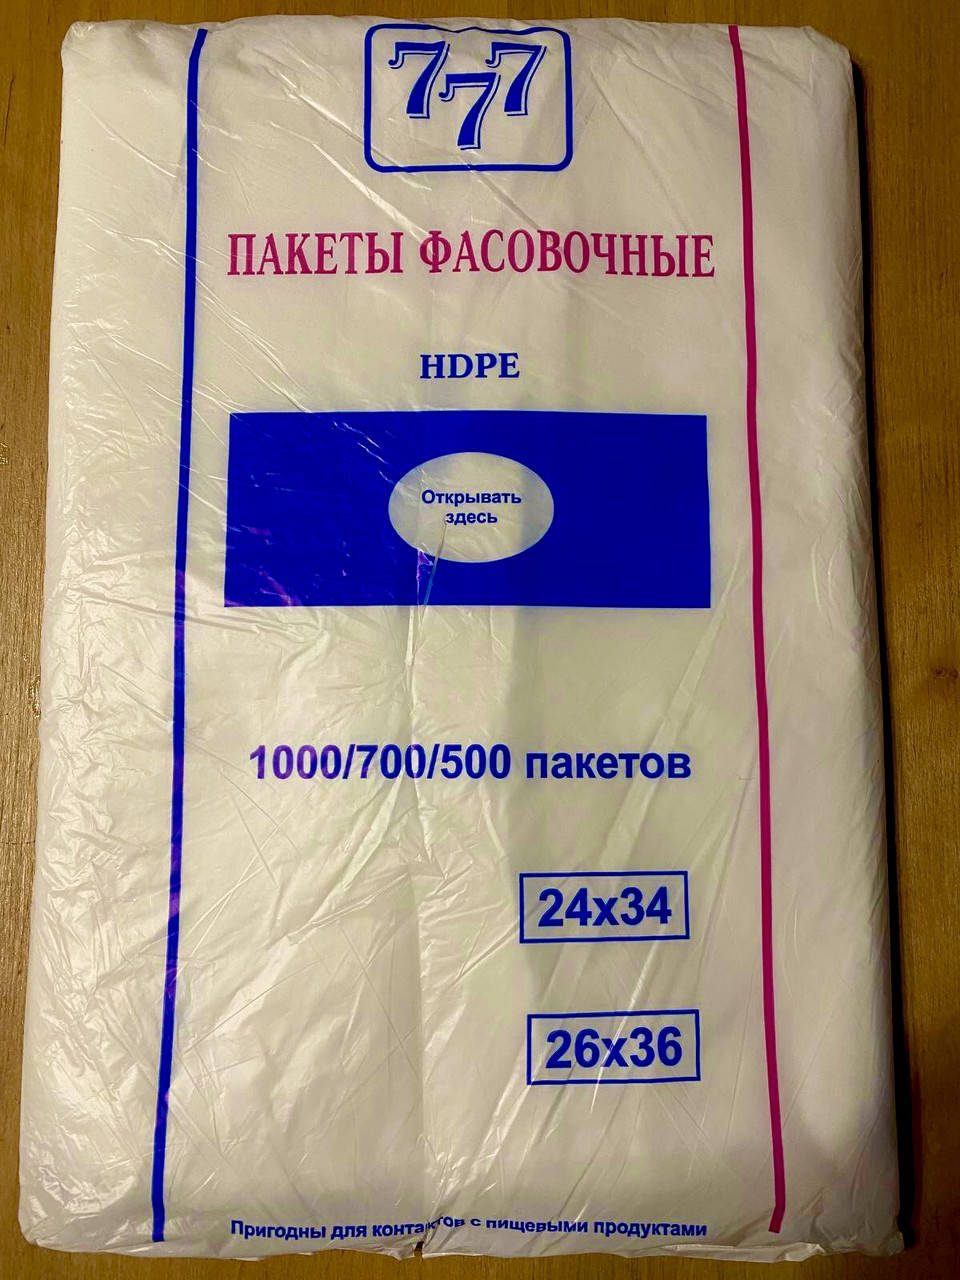 777
ПАКЕТЫ ФАСОВОЧНЫЕ
HDPE
Открывать
здесь
1000/700/500 пакетов
24x34
26x36
Пригодны для контактов с пищевыми продуктами